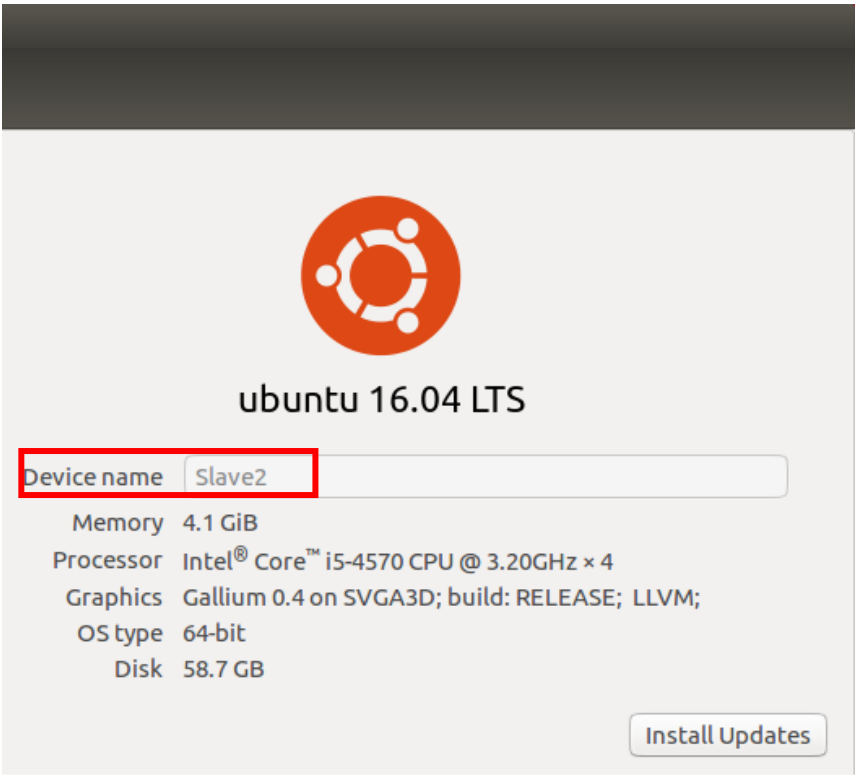 ubuntu 16.04 LTS
Device name Slave2
Memory 4.1 GiB
Processor Intel® Core™ i5-4570 CPU @ 3.20GHz × 4
Graphics Gallium 0.4 on SVGA3D; build: RELEASE; LLVM;
OS type 64-bit
Disk 58.7 GB
Install Updates